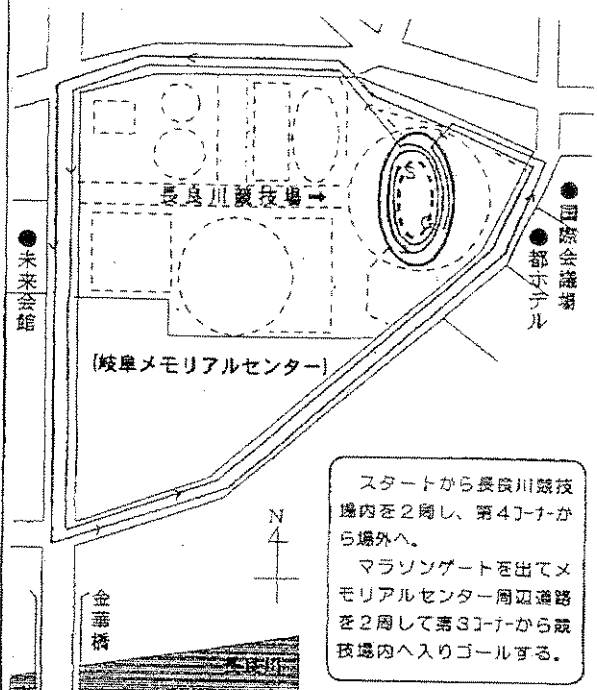 S
長良川競技場→
G
●国際会議場
●都ホテル
●未来会館
(岐阜メモリアルセンター)
N
金華橋
長良川
スタートから長良川競技
場内を2周し、第4コーナーか
ら場外へ。
マラソンゲートを出てメ
モリアルセンター周辺道路
を2周して第3コーナーから競
技場内へ入りゴールする。